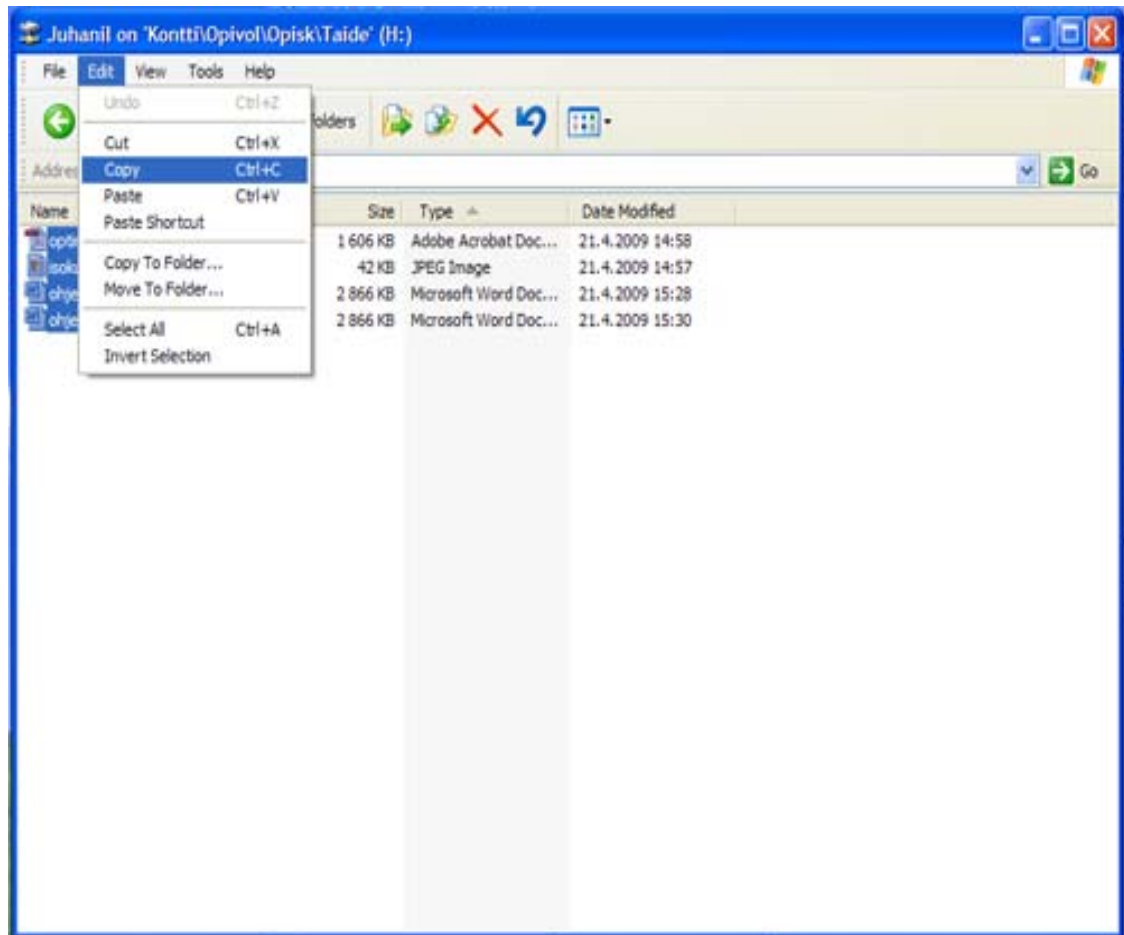 Juhanil on 'Kontti\Opivol\Opisk\Taide' (H:)
File Edit View Tools Help
Undo Ctrl+Z
Cut Ctrl+X
Copy Ctrl+C
Paste Ctrl+V
Paste Shortcut
Copy To Folder...
Move To Folder...
Select All Ctrl+A
Invert Selection
olders
Addres Go
Name Size Type Date Modified
1 606 KB Adobe Acrobat Doc... 21.4.2009 14:58
42 KB JPEG Image 21.4.2009 14:57
ohje 2 866 KB Microsoft Word Doc... 21.4.2009 15:28
ohje 2 866 KB Microsoft Word Doc... 21.4.2009 15:30